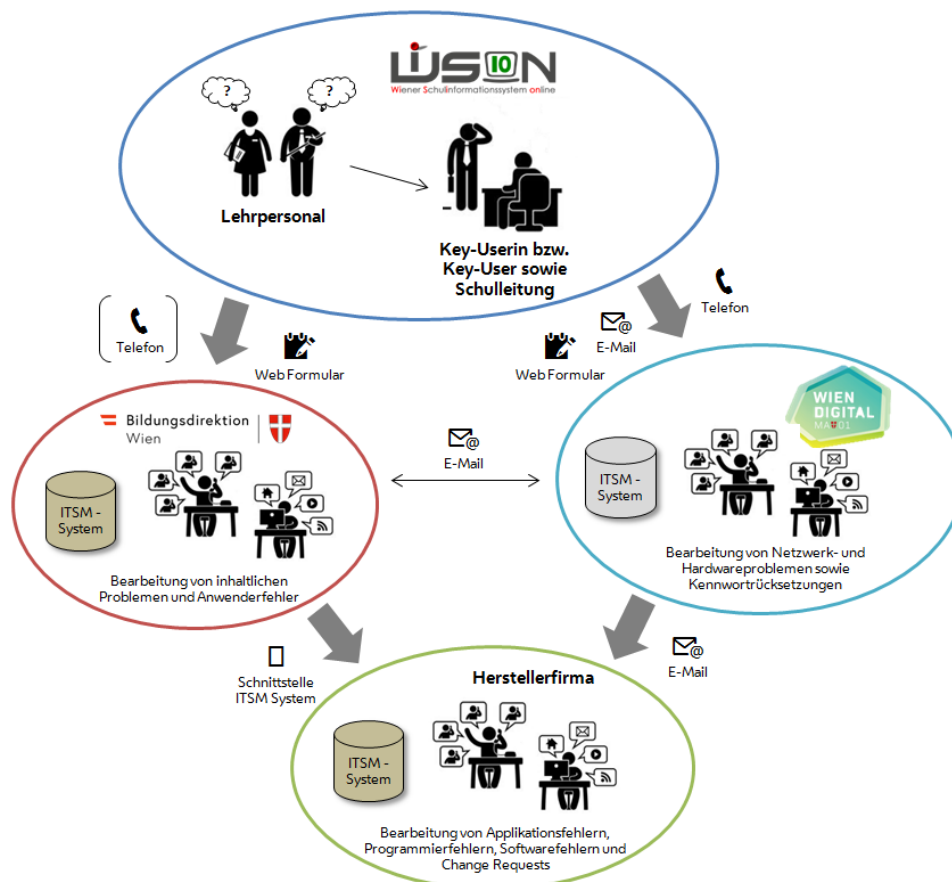 ? ?
WiSION
10
Wiener Schulinformationssystem online
Lehrpersonal
Key-Userin bzw.
Key-User sowie
Schulleitung
Telefon
Web Formular
E-Mail
Web Formular
Telefon
Bildungsdirektion
Wien
ITSM -
System
Bearbeitung von inhaltlichen
Problemen und Anwenderfehler
E-Mail
WIEN
DIGITAL
MA 01
ITSM -
System
Bearbeitung von Netzwerk- und
Hardwareproblemen sowie
Kennwortrücksetzungen
Schnittstelle
ITSM System
E-Mail
Herstellerfirma
ITSM -
System
Bearbeitung von Applikationsfehlern,
Programmierfehlern, Softwarefehlern und
Change Requests